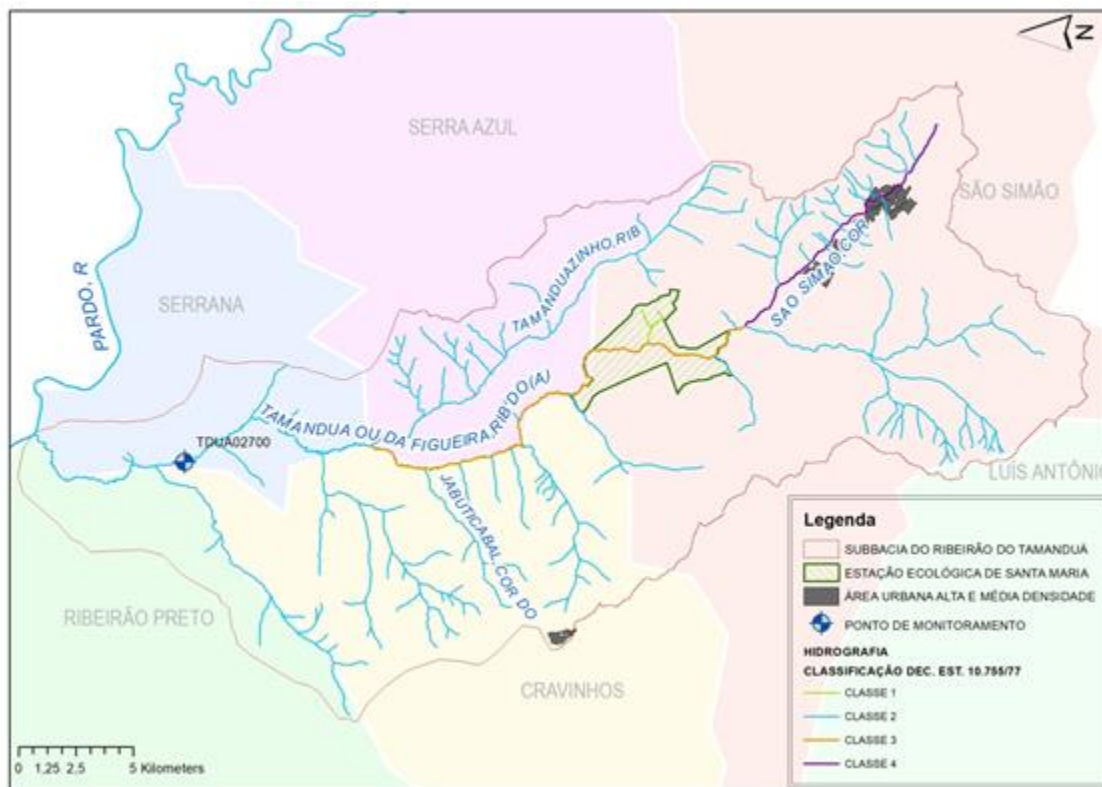 N
SERRA AZUL
SÃO SIMÃO
PARDO, R
SERRANA
TAMANDUAZINHO, RIB
SAO SIMÃO, COR
TAMANDUA OU DA FIGUEIRA, RIB DO(A)
TDUA02700
LUÍS ANTÔNIO
JABUTICABAL, COR DO
RIBEIRÃO PRETO
CRAVINHOS
Legenda
SUBBACIA DO RIBEIRÃO DO TAMANDUÁ
ESTAÇÃO ECOLÓGICA DE SANTA MARIA
ÁREA URBANA ALTA E MÉDIA DENSIDADE
PONTO DE MONITORAMENTO
HIDROGRAFIA
CLASSIFICAÇÃO DEC. EST. 10.755/77
CLASSE 1
CLASSE 2
CLASSE 3
CLASSE 4
0 1,25 2,5 5 Kilometers